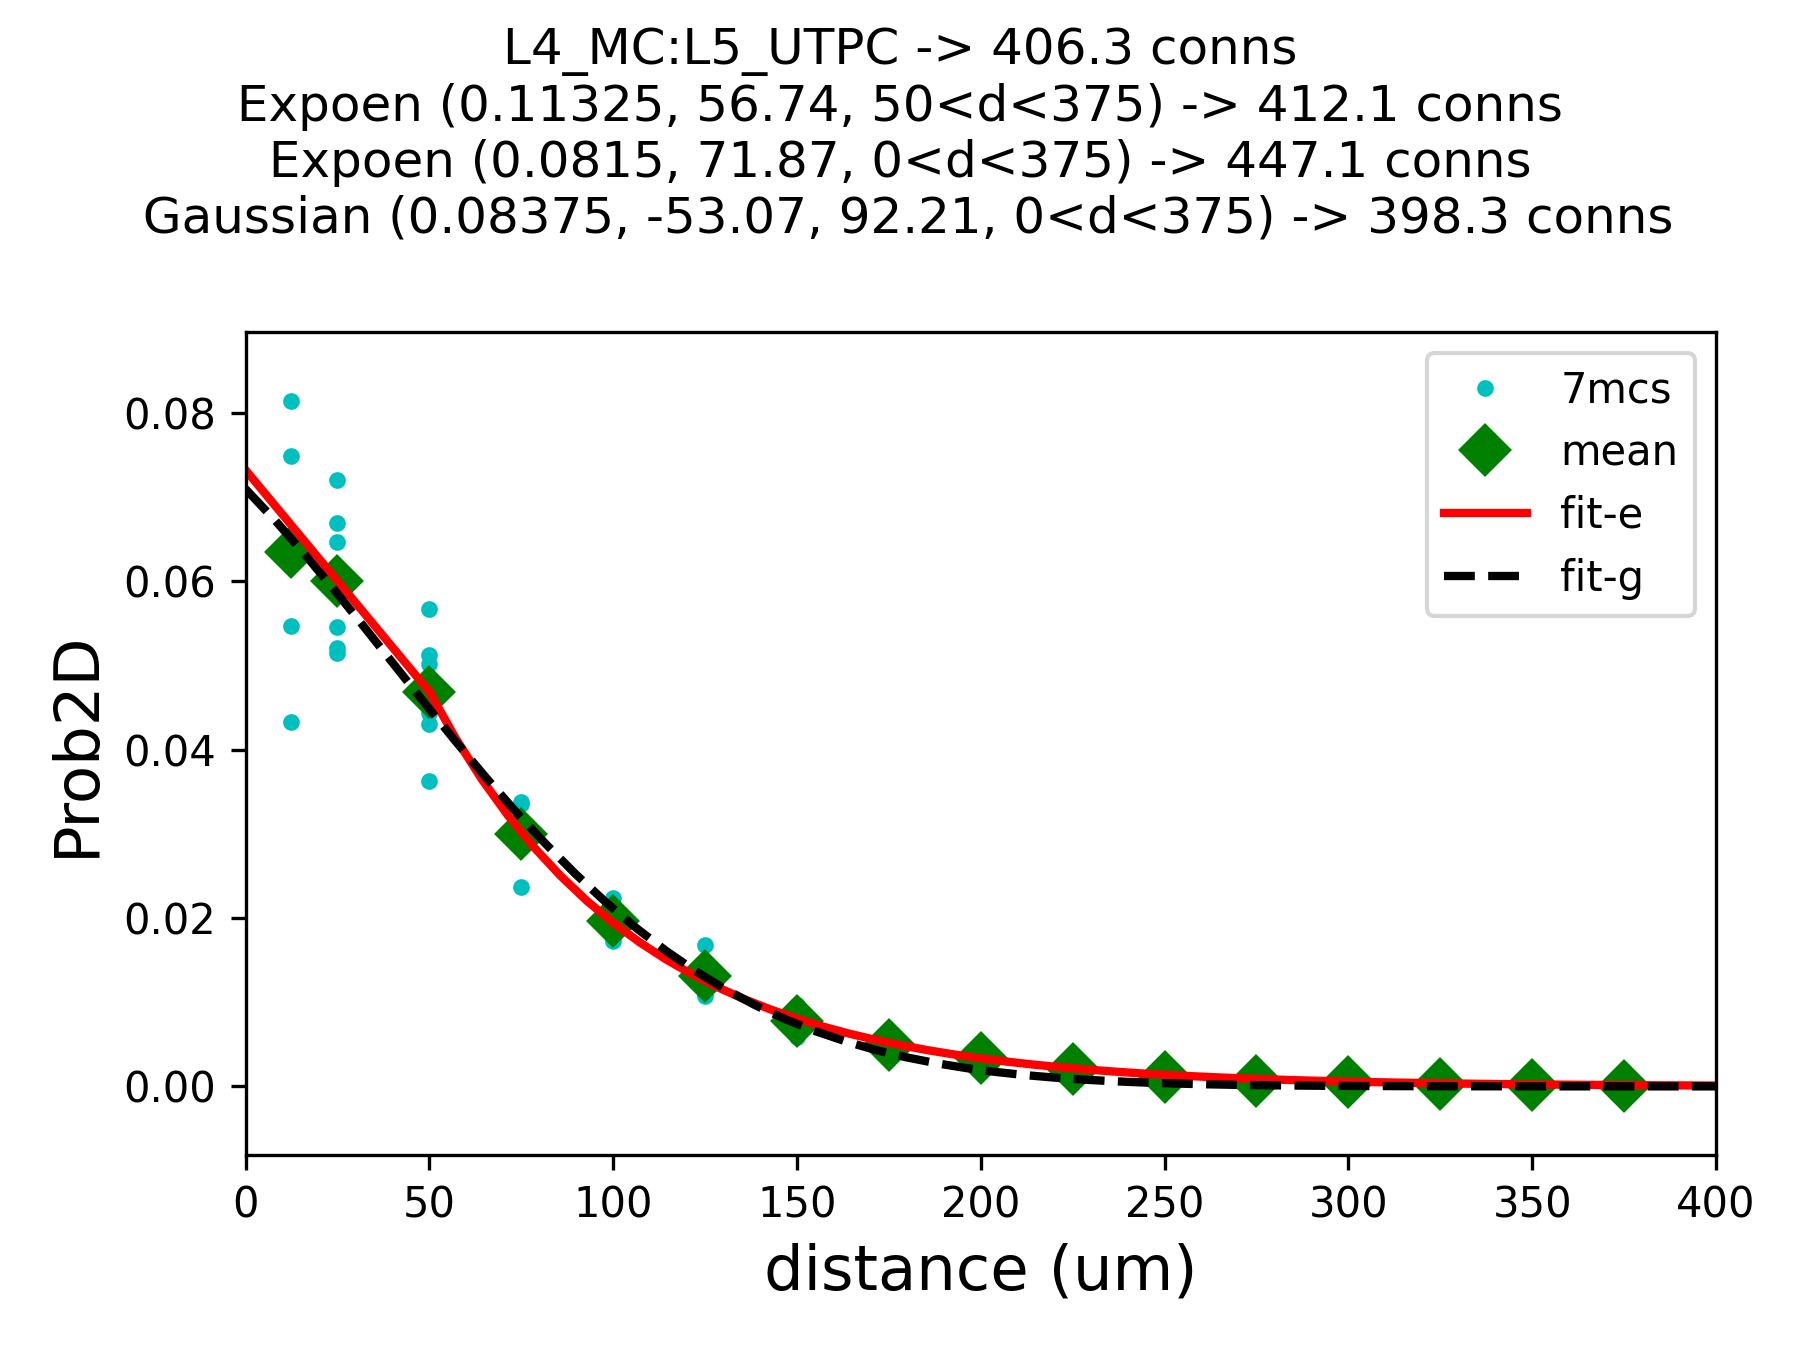 L4_MC:L5_UTPC -> 406.3 conns
Expoen (0.11325, 56.74, 50<d<375) -> 412.1 conns
Expoen (0.0815, 71.87, 0<d<375) -> 447.1 conns
Gaussian (0.08375, -53.07, 92.21, 0<d<375) -> 398.3 conns
7mcs
mean
fit-e
fit-g
Prob2D
0.08
0.06
0.04
0.02
0.00
0 50 100 150 200 250 300 350 400
distance (um)